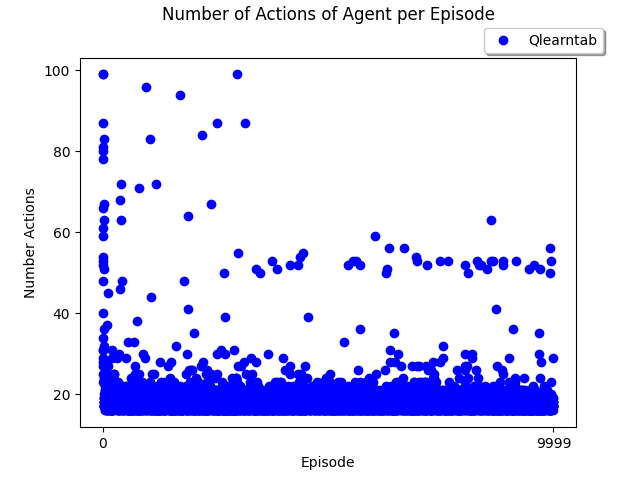 Number of Actions of Agent per Episode
Qlearntab
100
80
60
40
20
Number Actions
0
9999
Episode